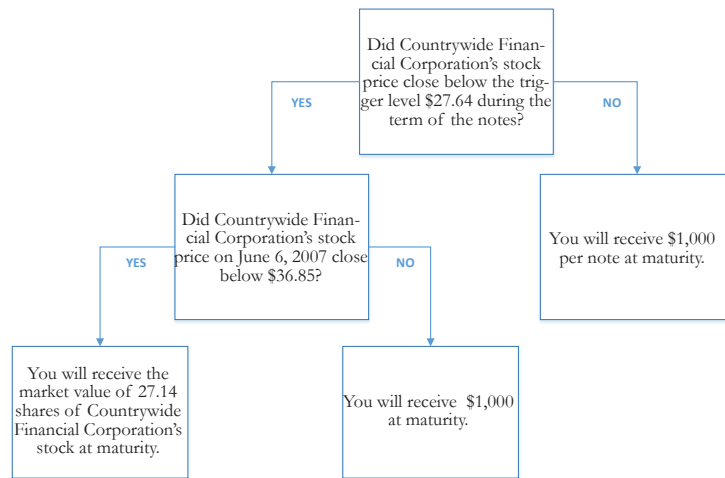 Did Countrywide Finan-
cial Corporation's stock
price close below the trig-
ger level $27.64 during the
term of the notes?
YES
NO
Did Countrywide Finan-
cial Corporation's stock
price on June 6, 2007 close
below $36.85?
You will receive $1,000
per note at maturity.
YES
NO
You will receive the
market value of 27.14
shares of Countrywide
Financial Corporation's
stock at maturity.
You will receive $1,000
at maturity.